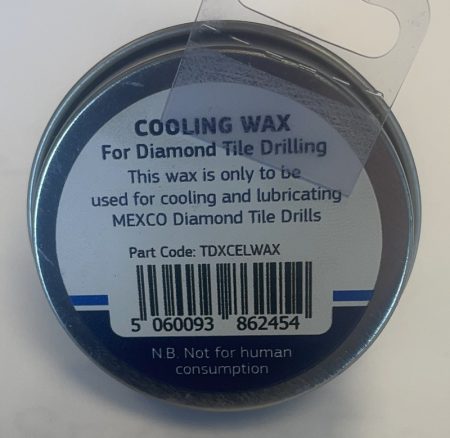 COOLING WAX
For Diamond Tile Drilling
This wax is only to be
used for cooling and lubricating
MEXCO Diamond Tile Drills
Part Code: TDXCELWAX
5 060093 862454
N.B. Not for human
consumption